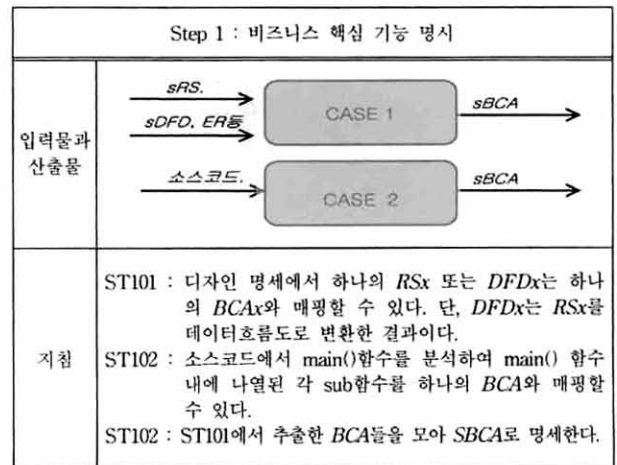 Step 1 : 비즈니스 핵심 기능 명시
입력물과
산출물
sRS.
sDFD, ER등
CASE 1
sBCA
소스코드.
CASE 2
sBCA
지침
ST101 : 디자인 명세에서 하나의 RSx 또는 DFDx는 하나
의 BCAx와 매핑할 수 있다. 단, DFDx는 RSx를
데이터흐름도로 변환한 결과이다.
ST102 : 소스코드에서 main()함수를 분석하여 main() 함수
내에 나열된 각 sub함수를 하나의 BCA와 매핑할
수 있다.
ST102 : ST101에서 추출한 BCA들을 모아 SBCA로 명세한다.